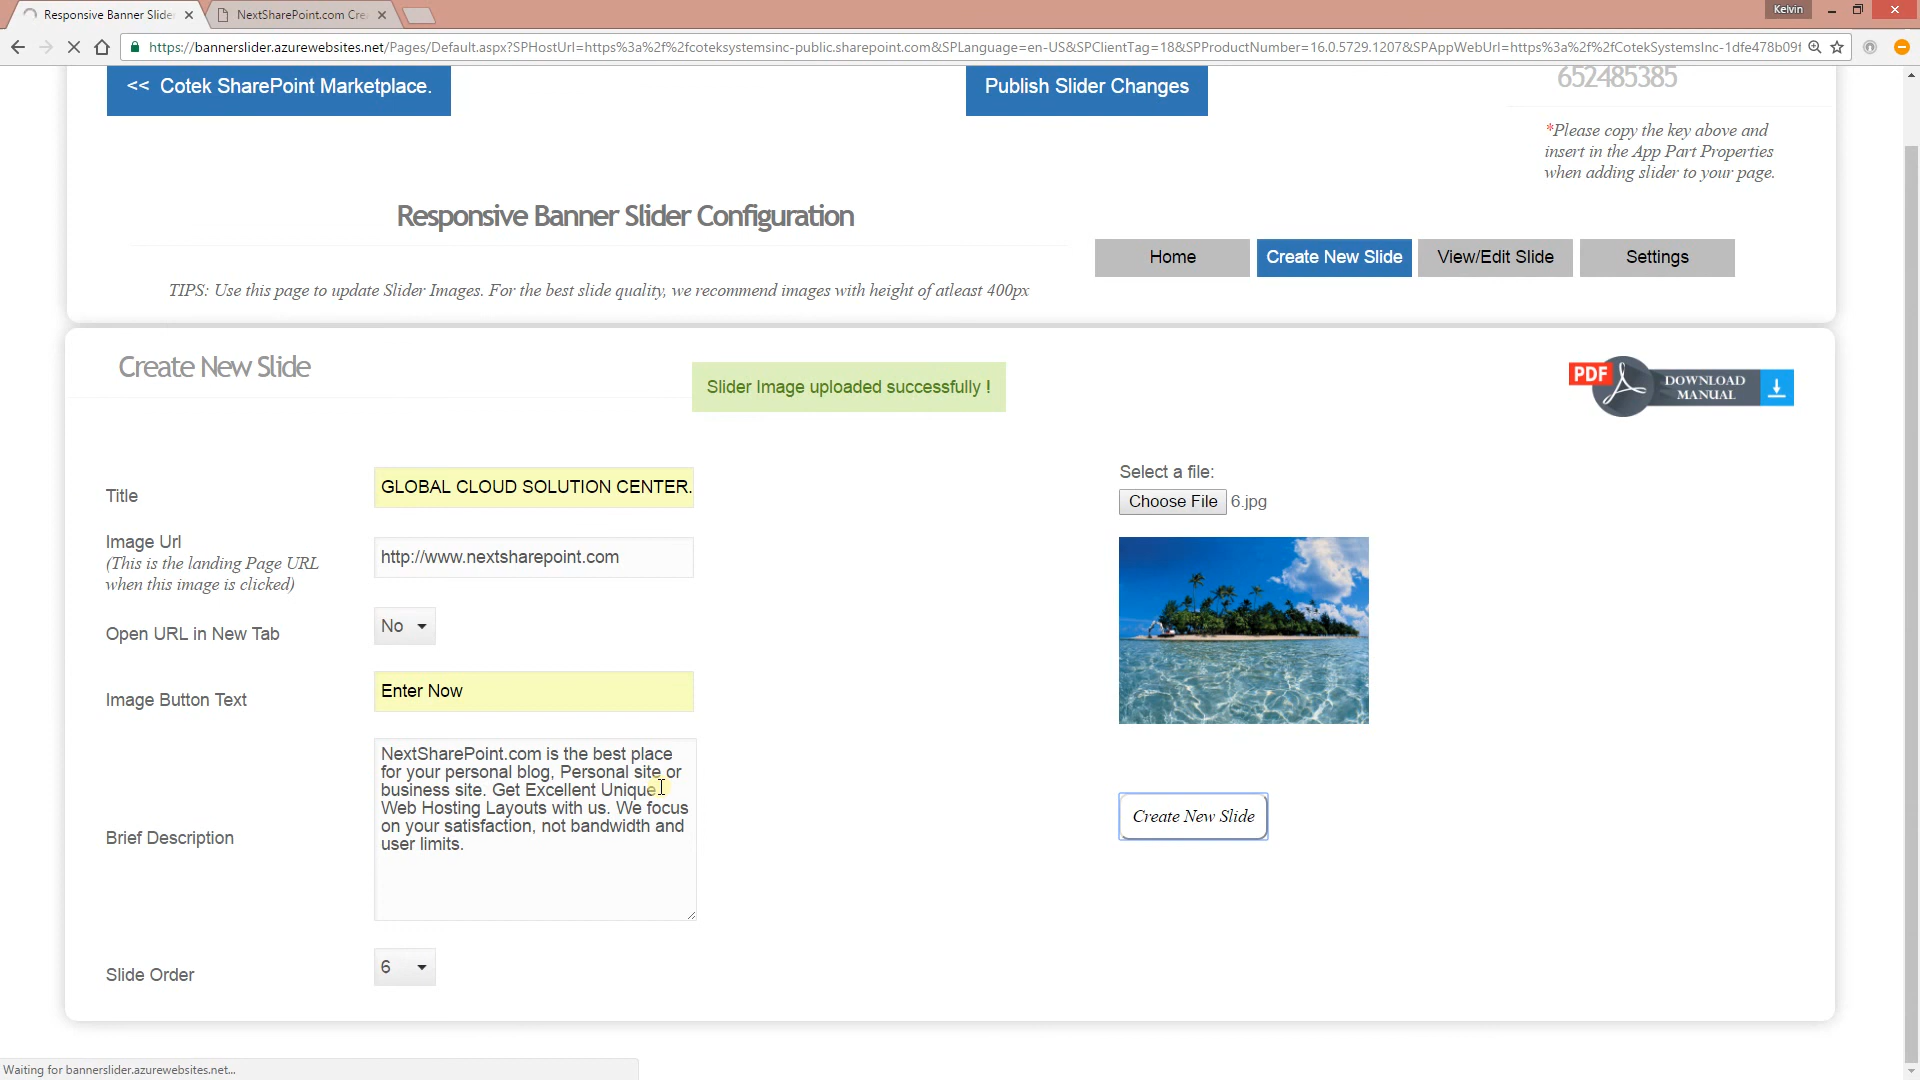 Responsive Banner Slide
NextSharePoint.com Cre
Kelvin
https://bannerslider.azurewebsites.net/Pages/Default.aspx?SPHostUrl=https%3a%2f%2fcoteksystemsinc-public.sharepoint.com&SPLanguage=en-US&SPClientTag=18&SPProductNumber=16.0.5729.1207&SPAppWebUrl=https%3a%2f%2fCotekSystemsInc-1dfe478b09f
<< Cotek SharePoint Marketplace.
Publish Slider Changes
652485385
*Please copy the key above and
insert in the App Part Properties
when adding slider to your page.
Responsive Banner Slider Configuration
Home
Create New Slide
View/Edit Slide
Settings
TIPS: Use this page to update Slider Images. For the best slide quality, we recommend images with height of atleast 400px
Create New Slide
Slider Image uploaded successfully !
PDF
DOWNLOAD
MANUAL
Title
GLOBAL CLOUD SOLUTION CENTER.
Select a file:
Choose File 6.jpg
Image Url
(This is the landing Page URL
when this image is clicked)
http://www.nextsharepoint.com
Open URL in New Tab
No
Image Button Text
Enter Now
Brief Description
NextSharePoint.com is the best place
for your personal blog, Personal site or
business site. Get Excellent Unique
Web Hosting Layouts with us. We focus
on your satisfaction, not bandwidth and
user limits.
Create New Slide
Slide Order
6
Waiting for bannerslider.azurewebsites.net...